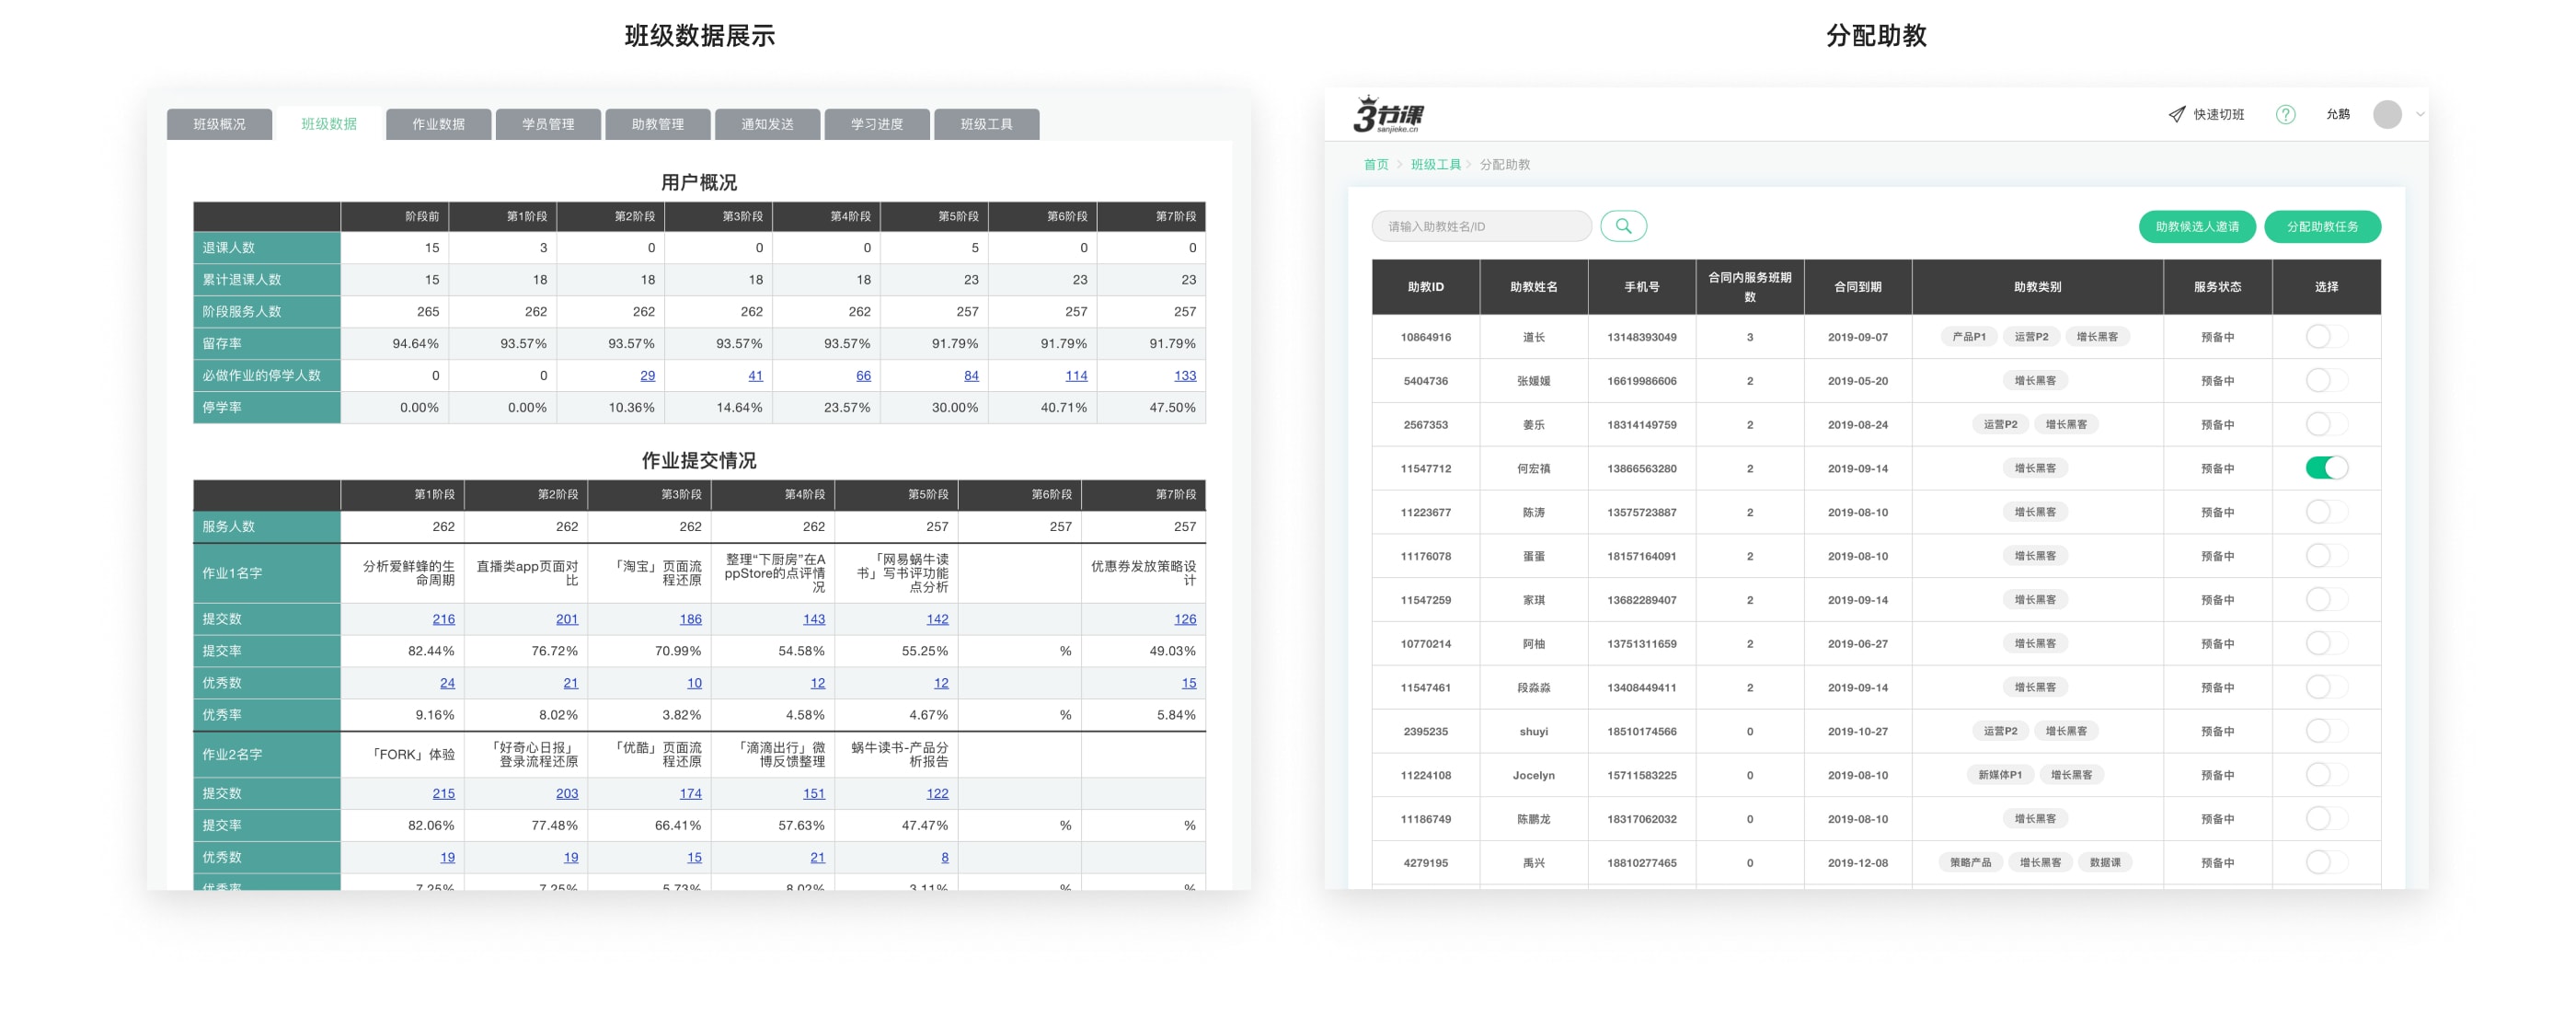 班级数据展示
班级概况 班级数据 作业数据 学员管理 助教管理 通知发送 学习进度 班级工具
用户概况
阶段前 第1阶段 第2阶段 第3阶段 第4阶段 第5阶段 第6阶段 第7阶段
退课人数 15 3 0 0 0 5 0 0
累计退课人数 15 18 18 18 18 23 23 23
阶段服务人数 265 262 262 262 262 257 257 257
留存率 94.64% 93.57% 93.57% 93.57% 93.57% 91.79% 91.79% 91.79%
必做作业的停学人数 0 0 29 41 66 84 114 133
停学率 0.00% 0.00% 10.36% 14.64% 23.57% 30.00% 40.71% 47.50%
作业提交情况
第1阶段 第2阶段 第3阶段 第4阶段 第5阶段 第6阶段 第7阶段
服务人数 262 262 262 262 257 257 257
作业1名字
分析爱鲜蜂的生
命周期
直播类app页面对
比
「淘宝」页面流
程还原
整理“下厨房”在A
ppStore的点评情
况
「网易蜗牛读
书」写书评功能
点分析
优惠券发放策略设
计
提交数 216 201 186 143 142 126
提交率 82.44% 76.72% 70.99% 54.58% 55.25% % 49.03%
优秀数 24 21 10 12 12 15
优秀率 9.16% 8.02% 3.82% 4.58% 4.67% % 5.84%
作业2名字
「FORK」体验
「好奇心日报」
登录流程还原
「优酷」页面流
程还原
「滴滴出行」微
博反馈整理
蜗牛读书-产品分
析报告
提交数 215 203 174 151 122
提交率 82.06% 77.48% 66.41% 57.63% 47.47% % %
优秀数 19 19 15 21 8
优秀率 7.25% 7.25% 5.73% 8.02% 3.11% % %
分配助教
3节课
sanjieke.cn
快速切班 ? 允鹅
首页 > 班级工具 > 分配助教
请输入助教姓名/ID
助教候选人邀请 分配助教任务
助教ID 助教姓名 手机号 合同内服务班期
数 合同到期 助教类别 服务状态 选择
10864916 道长 13148393049 3 2019-09-07 产品P1 运营P2 增长黑客 预备中
5404736 张媛媛 16619986606 2 2019-05-20 增长黑客 预备中
2567353 姜乐 18314149759 2 2019-08-24 运营P2 增长黑客 预备中
11547712 何宏禛 13866563280 2 2019-09-14 增长黑客 预备中
11223677 陈涛 13575723887 2 2019-08-10 增长黑客 预备中
11176078 蛋蛋 18157164091 2 2019-08-10 增长黑客 预备中
11547259 家琪 13682289407 2 2019-09-14 增长黑客 预备中
10770214 阿柚 13751311659 2 2019-06-27 增长黑客 预备中
11547461 段淼淼 13408449411 2 2019-09-14 增长黑客 预备中
2395235 shuyi 18510174566 0 2019-10-27 运营P2 增长黑客 预备中
11224108 Jocelyn 15711583225 0 2019-08-10 新媒体P1 增长黑客 预备中
11186749 陈鹏龙 18317062032 0 2019-08-10 增长黑客 预备中
4279195 禹兴 18810277465 0 2019-12-08 策略产品 增长黑客 数据课 预备中